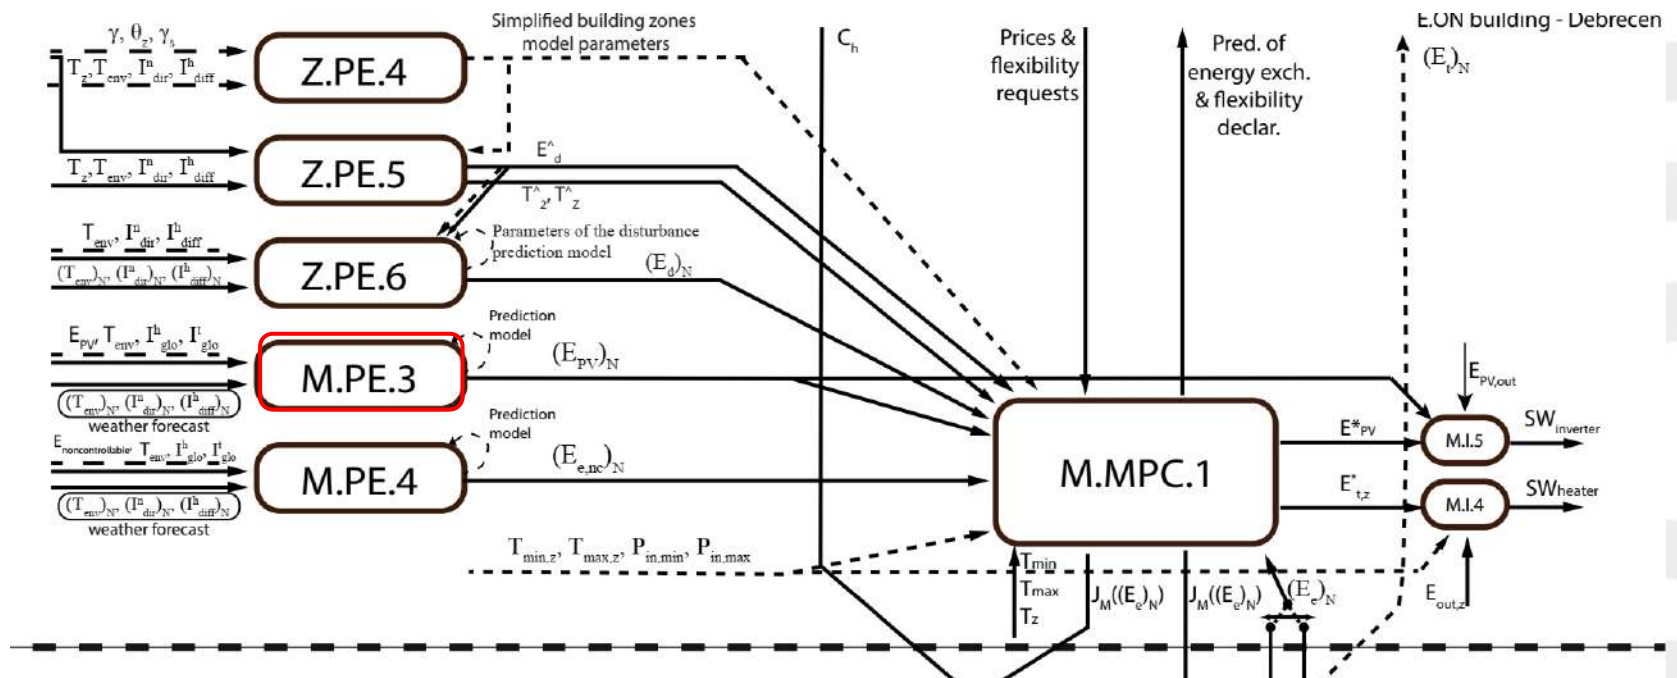 Simplified building zones
model parameters
E.ON building - Debrecen
γ, θz, γs
Tz, Tenv, Iⁿdir, Iʰdiff
Z.PE.4
Ch
Prices &
flexibility
requests
Pred. of
energy exch.
& flexibility
declar.
(Et)N
Tz, Tenv, Iⁿdir, Iʰdiff
Z.PE.5
E^d
T^2, T^z
Tenv, Iⁿdir, Iʰdiff
(Tenv)N, (Iⁿdir)N, (Iʰdiff)N
Z.PE.6
Parameters of the disturbance
prediction model
(Ed)N
EPV, Tenv, Iʰglo, Iᵗglo
(Tenv)N, (Iⁿdir)N, (Iʰdiff)N
weather forecast
M.PE.3
Prediction
model
(EPV)N
Enoncontrollable, Tenv, Iʰglo, Iᵗglo
(Tenv)N, (Iⁿdir)N, (Iʰdiff)N
weather forecast
M.PE.4
Prediction
model
(Ee,nc)N
M.MPC.1
EPV,out
E*PV
M.I.5
SWinverter
E*t,z
M.I.4
SWheater
Eout,z
Tmin,z, Tmax,z, Pin,min, Pin,max
Tmin
Tmax
Tz
JM((Ee)N)
JM((Ee)N)
(Ee)N